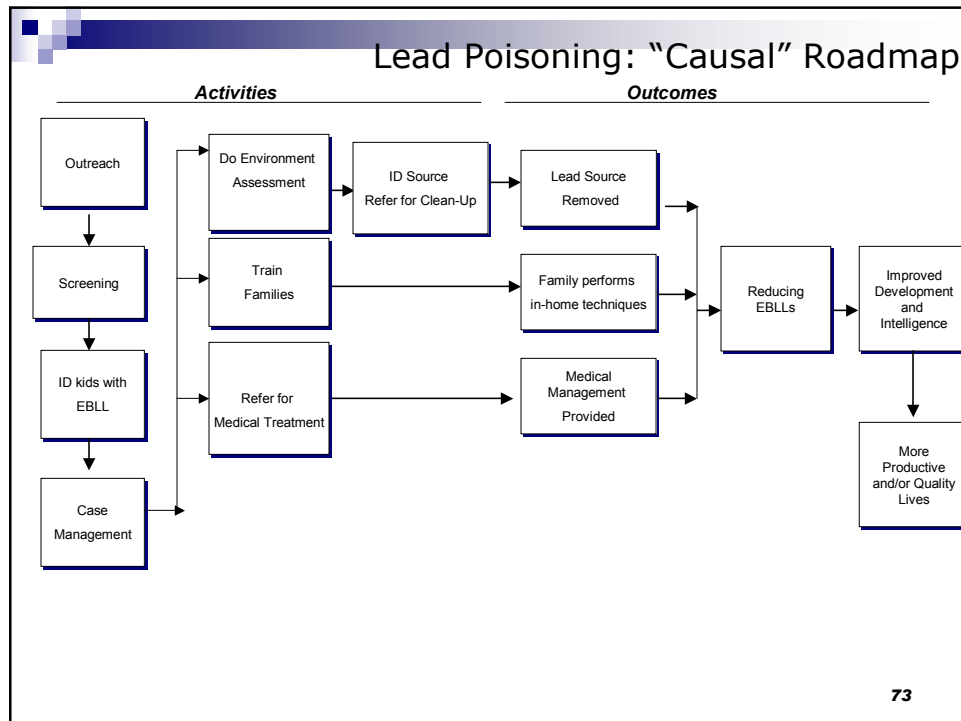 Lead Poisoning: “Causal” Roadmap
Activities
Outcomes
Outreach
Screening
ID kids with
EBLL
Case
Management
Do Environment
Assessment
Train
Families
Refer for
Medical Treatment
ID Source
Refer for Clean-Up
Lead Source
Removed
Family performs
in-home techniques
Medical
Management
Provided
Reducing
EBLLs
Improved
Development
and
Intelligence
More
Productive
and/or Quality
Lives
73